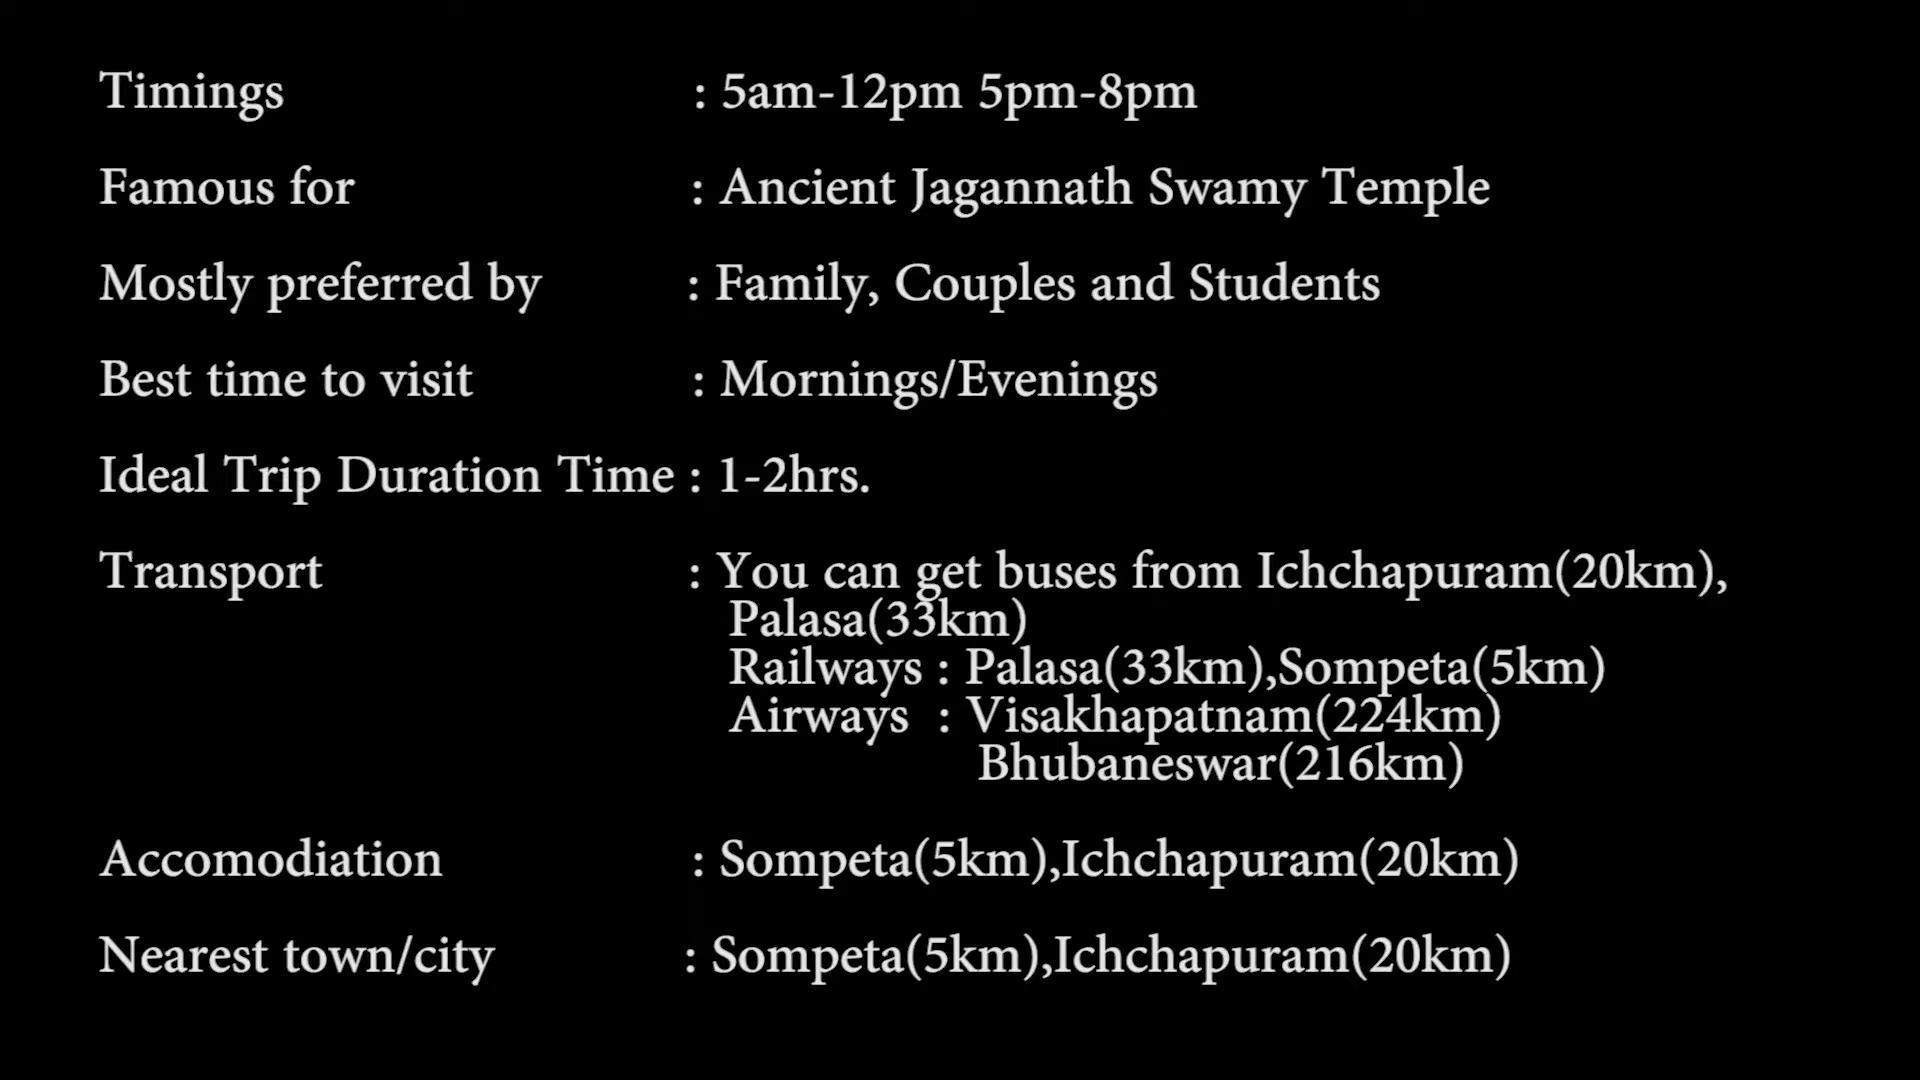 Timings : 5am-12pm 5pm-8pm
Famous for : Ancient Jagannath Swamy Temple
Mostly preferred by : Family, Couples and Students
Best time to visit : Mornings/Evenings
Ideal Trip Duration Time : 1-2hrs.
Transport : You can get buses from Ichchapuram(20km),
Palasa(33km)
Railways : Palasa(33km),Sompeta(5km)
Airways : Visakhapatnam(224km)
Bhubaneswar(216km)
Accomodiation : Sompeta(5km),Ichchapuram(20km)
Nearest town/city : Sompeta(5km),Ichchapuram(20km)